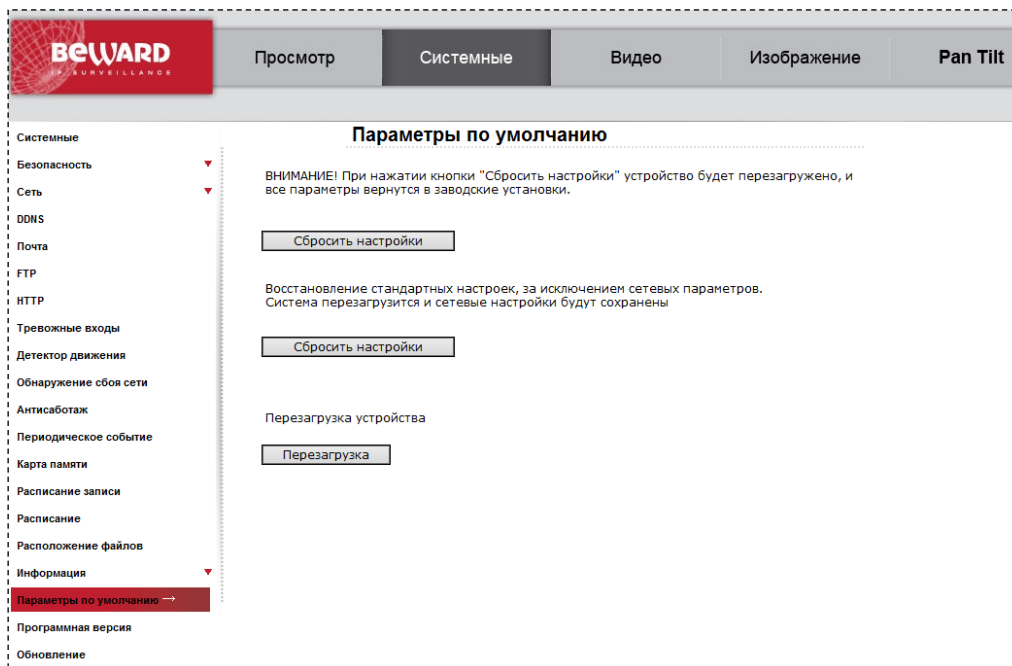 BEWARD
IP SURVEILLANCE
Просмотр
Системные
Видео
Изображение
Pan Tilt
Системные
Безопасность
Сеть
DDNS
Почта
FTP
HTTP
Тревожные входы
Детектор движения
Обнаружение сбоя сети
Антисаботаж
Периодическое событие
Карта памяти
Расписание записи
Расписание
Расположение файлов
Информация
Параметры по умолчанию →
Программная версия
Обновление
Параметры по умолчанию
ВНИМАНИЕ! При нажатии кнопки "Сбросить настройки" устройство будет перезагружено, и
все параметры вернутся в заводские установки.
Сбросить настройки
Восстановление стандартных настроек, за исключением сетевых параметров.
Система перезагрузится и сетевые настройки будут сохранены
Сбросить настройки
Перезагрузка устройства
Перезагрузка